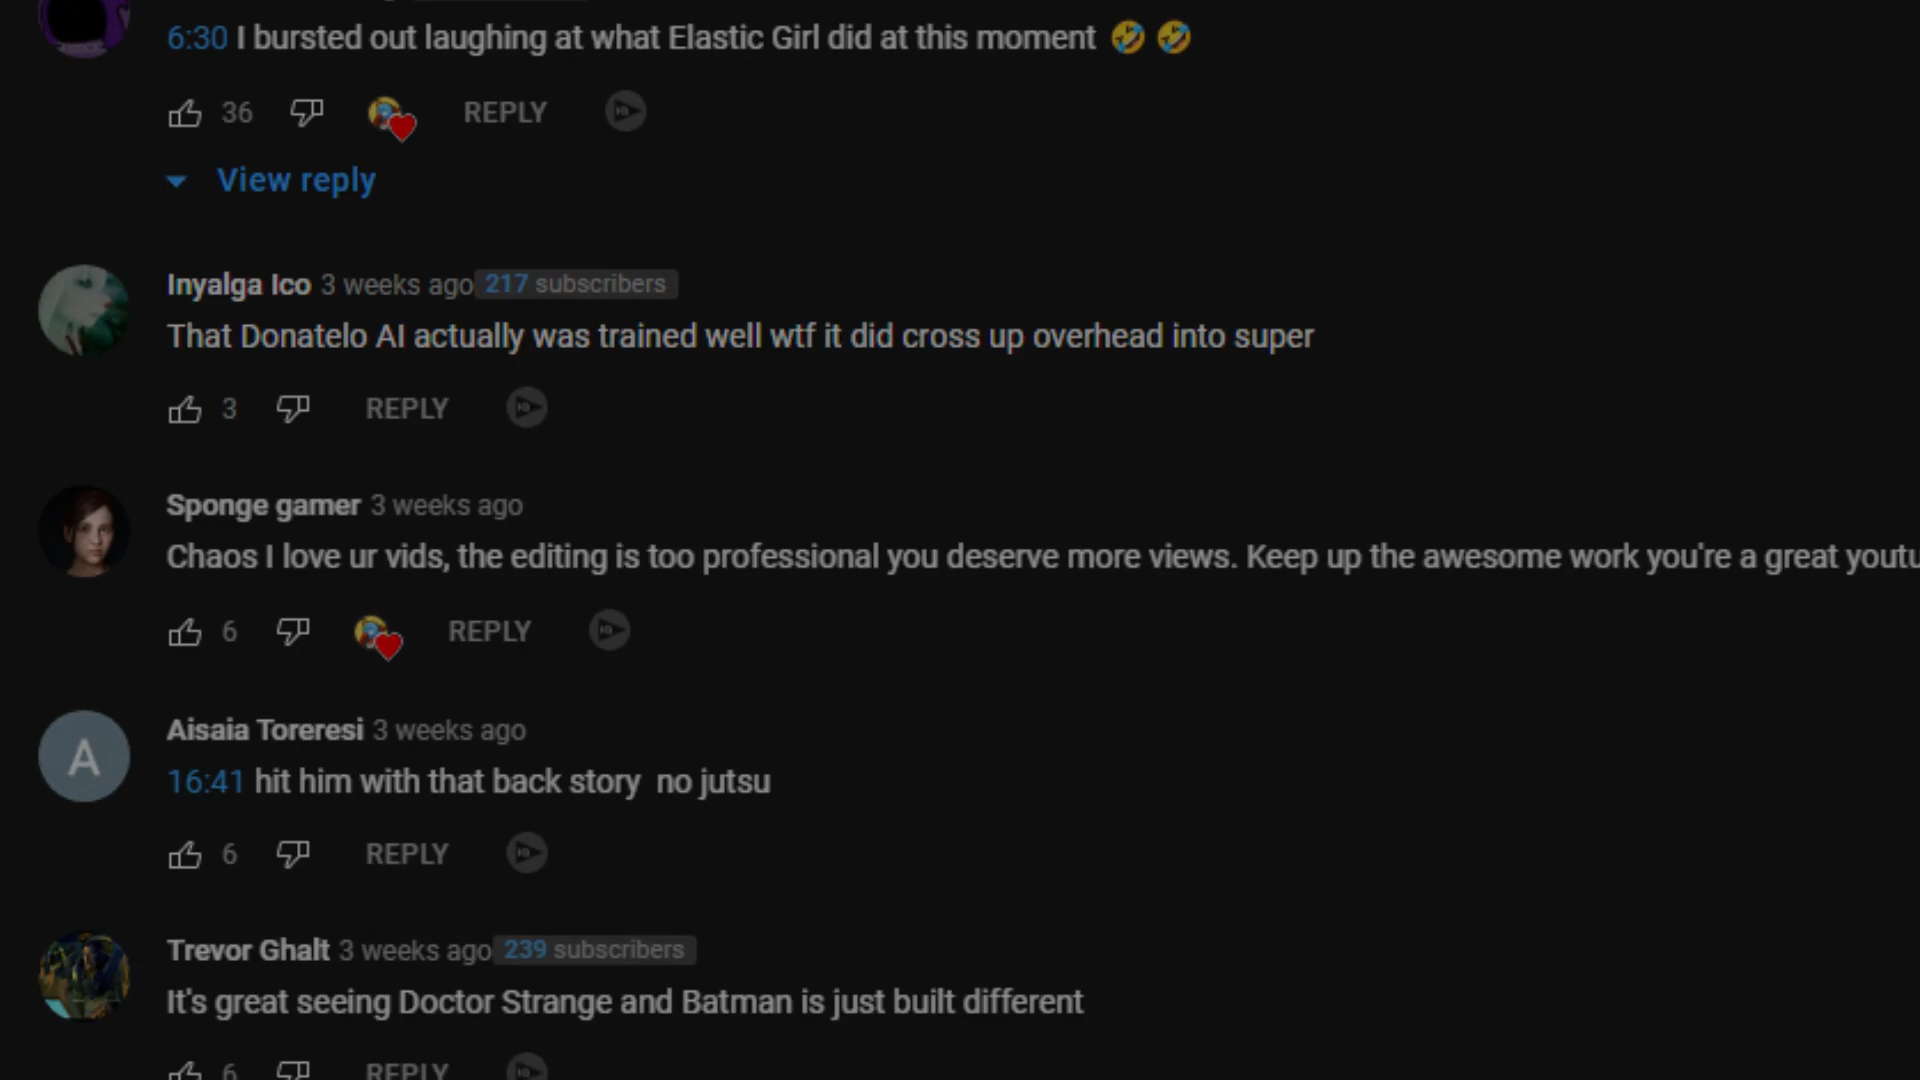 6:30 I bursted out laughing at what Elastic Girl did at this moment 🤣 🤣
36 REPLY
View reply
Inyalga Ico 3 weeks ago 217 subscribers
That Donatelo AI actually was trained well wtf it did cross up overhead into super
3 REPLY
Sponge gamer 3 weeks ago
Chaos I love ur vids, the editing is too professional you deserve more views. Keep up the awesome work you're a great youtu
6 REPLY
A
Aisaia Toreresi 3 weeks ago
16:41 hit him with that back story  no jutsu
6 REPLY
Trevor Ghalt 3 weeks ago 239 subscribers
It's great seeing Doctor Strange and Batman is just built different
6 REPLY